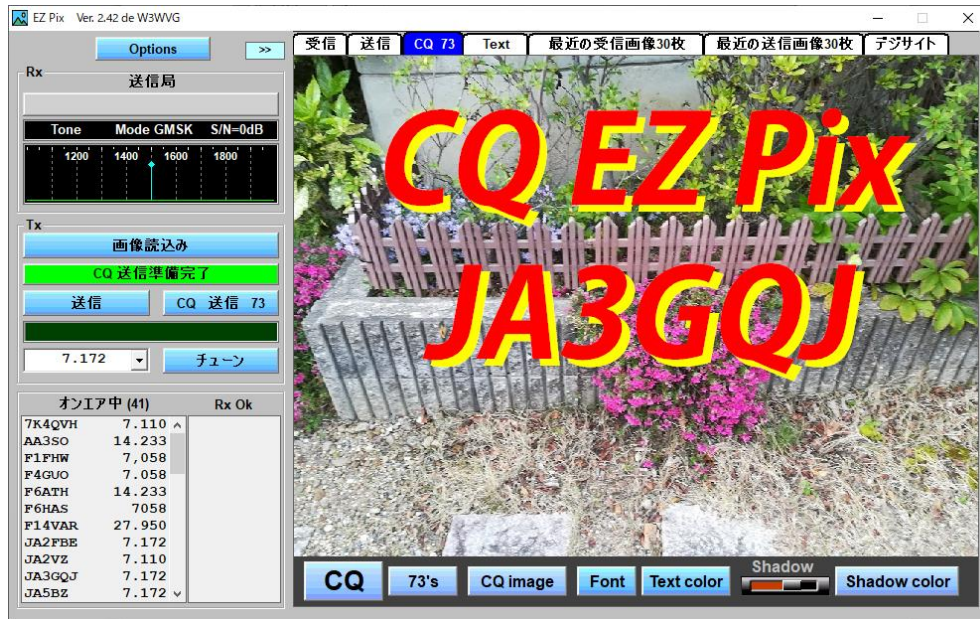 EZ Pix Ver. 2.42 de W3WVG
Options
>>
受信 送信 CQ 73 Text 最近の受信画像30枚 最近の送信画像30枚 デジサイト
Rx
送信局
Tone Mode GMSK S/N=0dB
1200 1400 1600 1800
Tx
画像読込み
CQ 送信準備完了
送信 CQ 送信 73
7.172 チューン
オンエア中 (41) Rx Ok
7K4QVH 7.110
AA3SO 14.233
F1FHW 7,058
F4GUO 7.058
F6ATH 14.233
F6HAS 7058
F14VAR 27.950
JA2FBE 7.172
JA2VZ 7.110
JA3GQJ 7.172
JA5BZ 7.172
CQ EZ Pix
JA3GQJ
CQ 73's CQ image Font Text color Shadow Shadow color